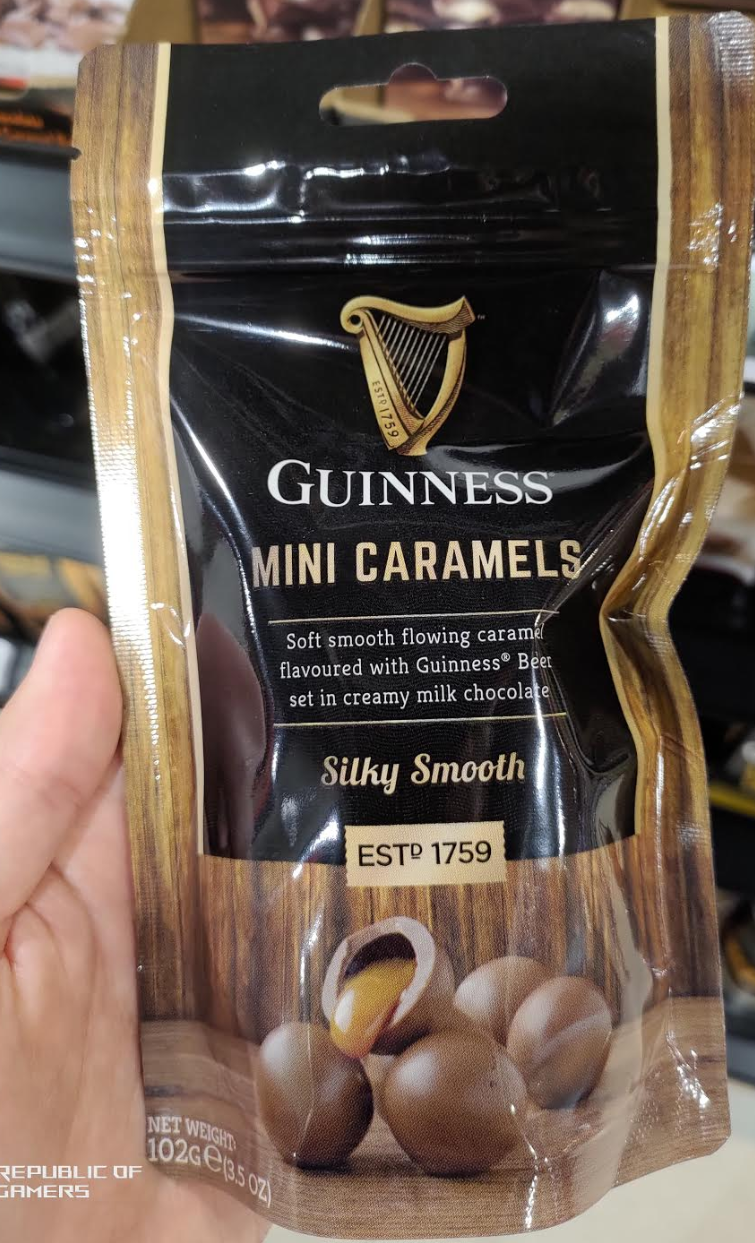 ESTD 1759
GUINNESS
MINI CARAMELS
Soft smooth flowing caramel
flavoured with Guinness® Beer
set in creamy milk chocolate
Silky Smooth
ESTD 1759
NET WEIGHT:
102G℮(3.5 OZ)
REPUBLIC OF
GAMERS